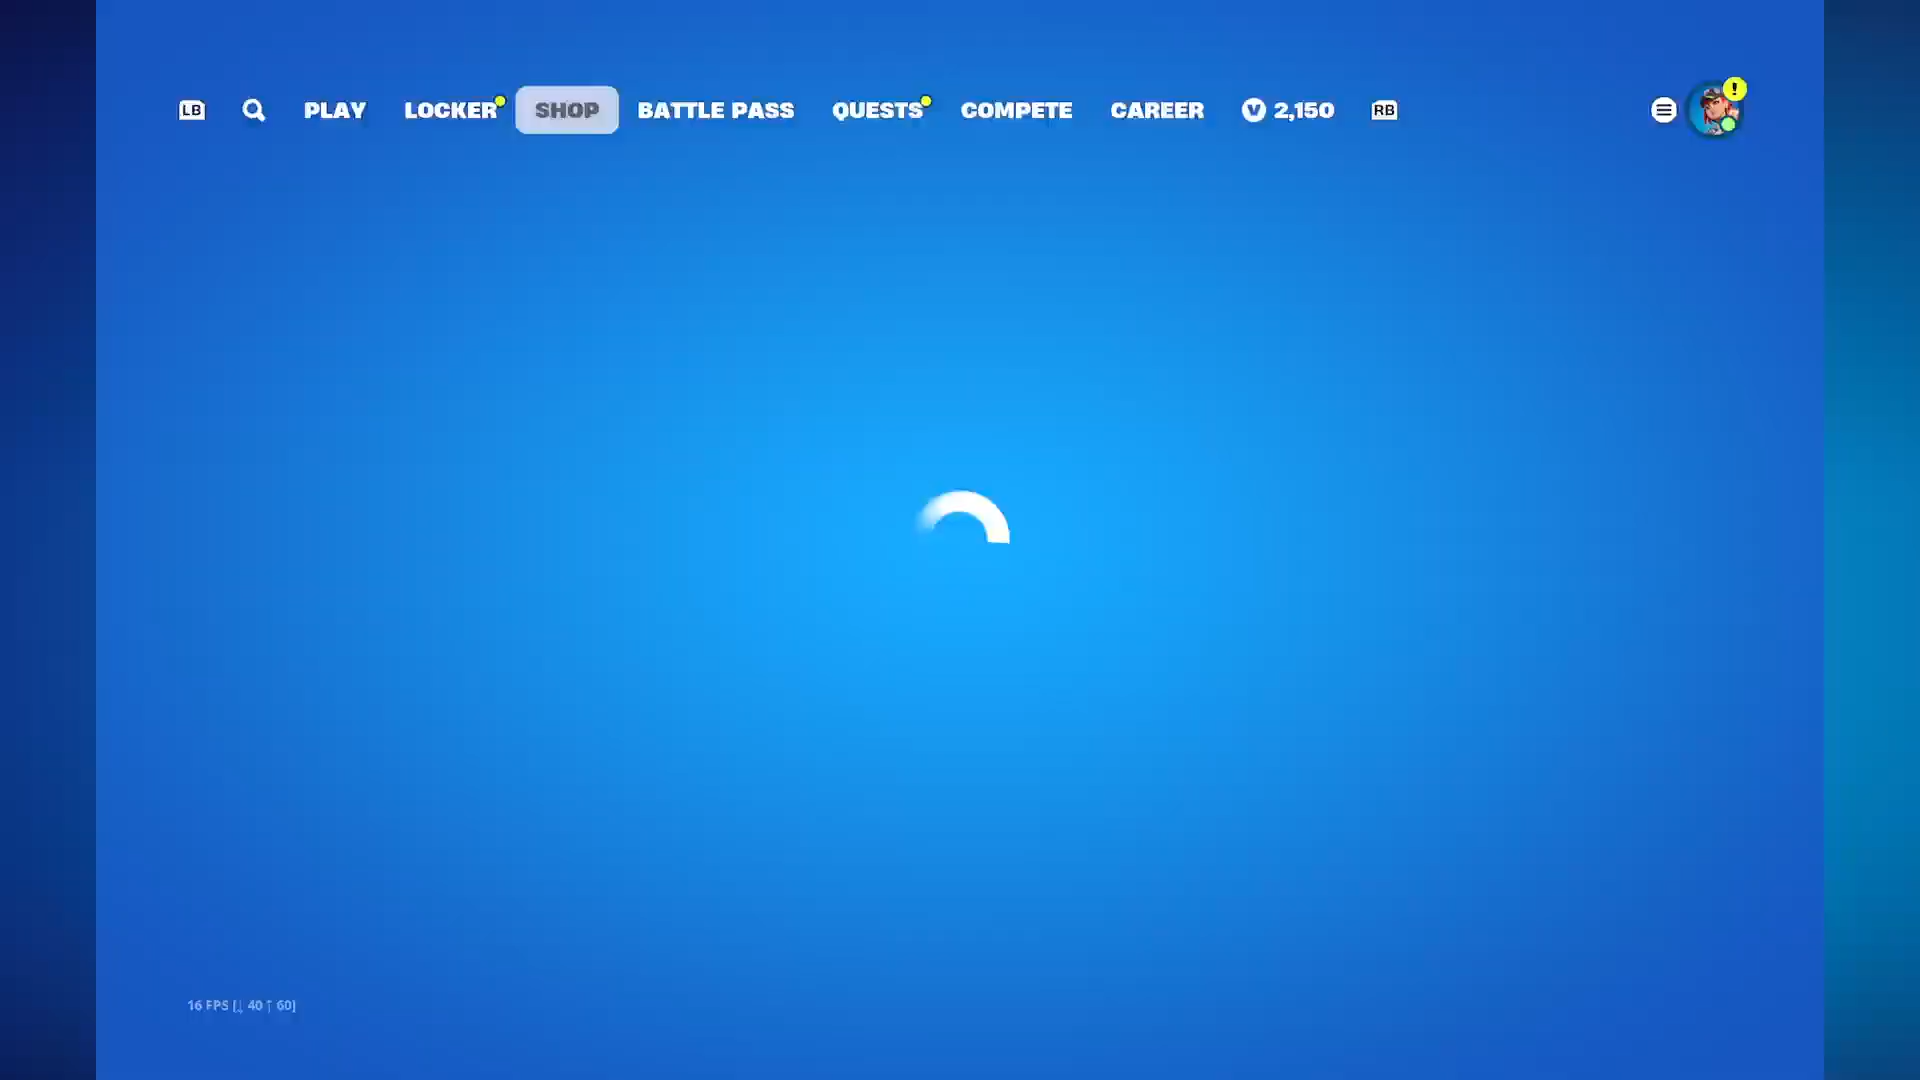 LB PLAY LOCKER SHOP BATTLE PASS QUESTS COMPETE CAREER V 2,150 RB !
16 FPS [↓ 40 ↑ 60]